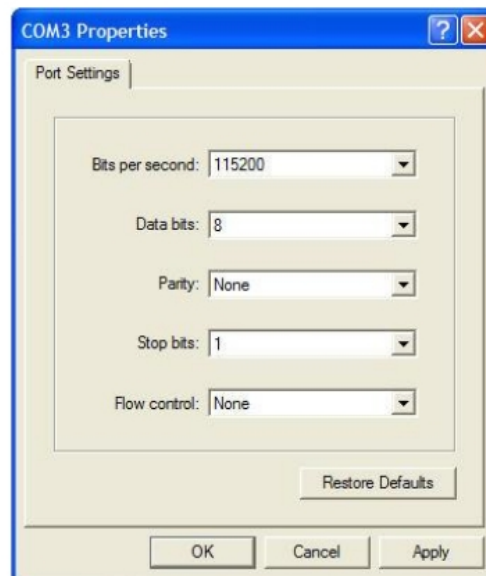 COM3 Properties
Port Settings
Bits per second: 115200
Data bits: 8
Parity: None
Stop bits: 1
Flow control: None
Restore Defaults
OK Cancel Apply